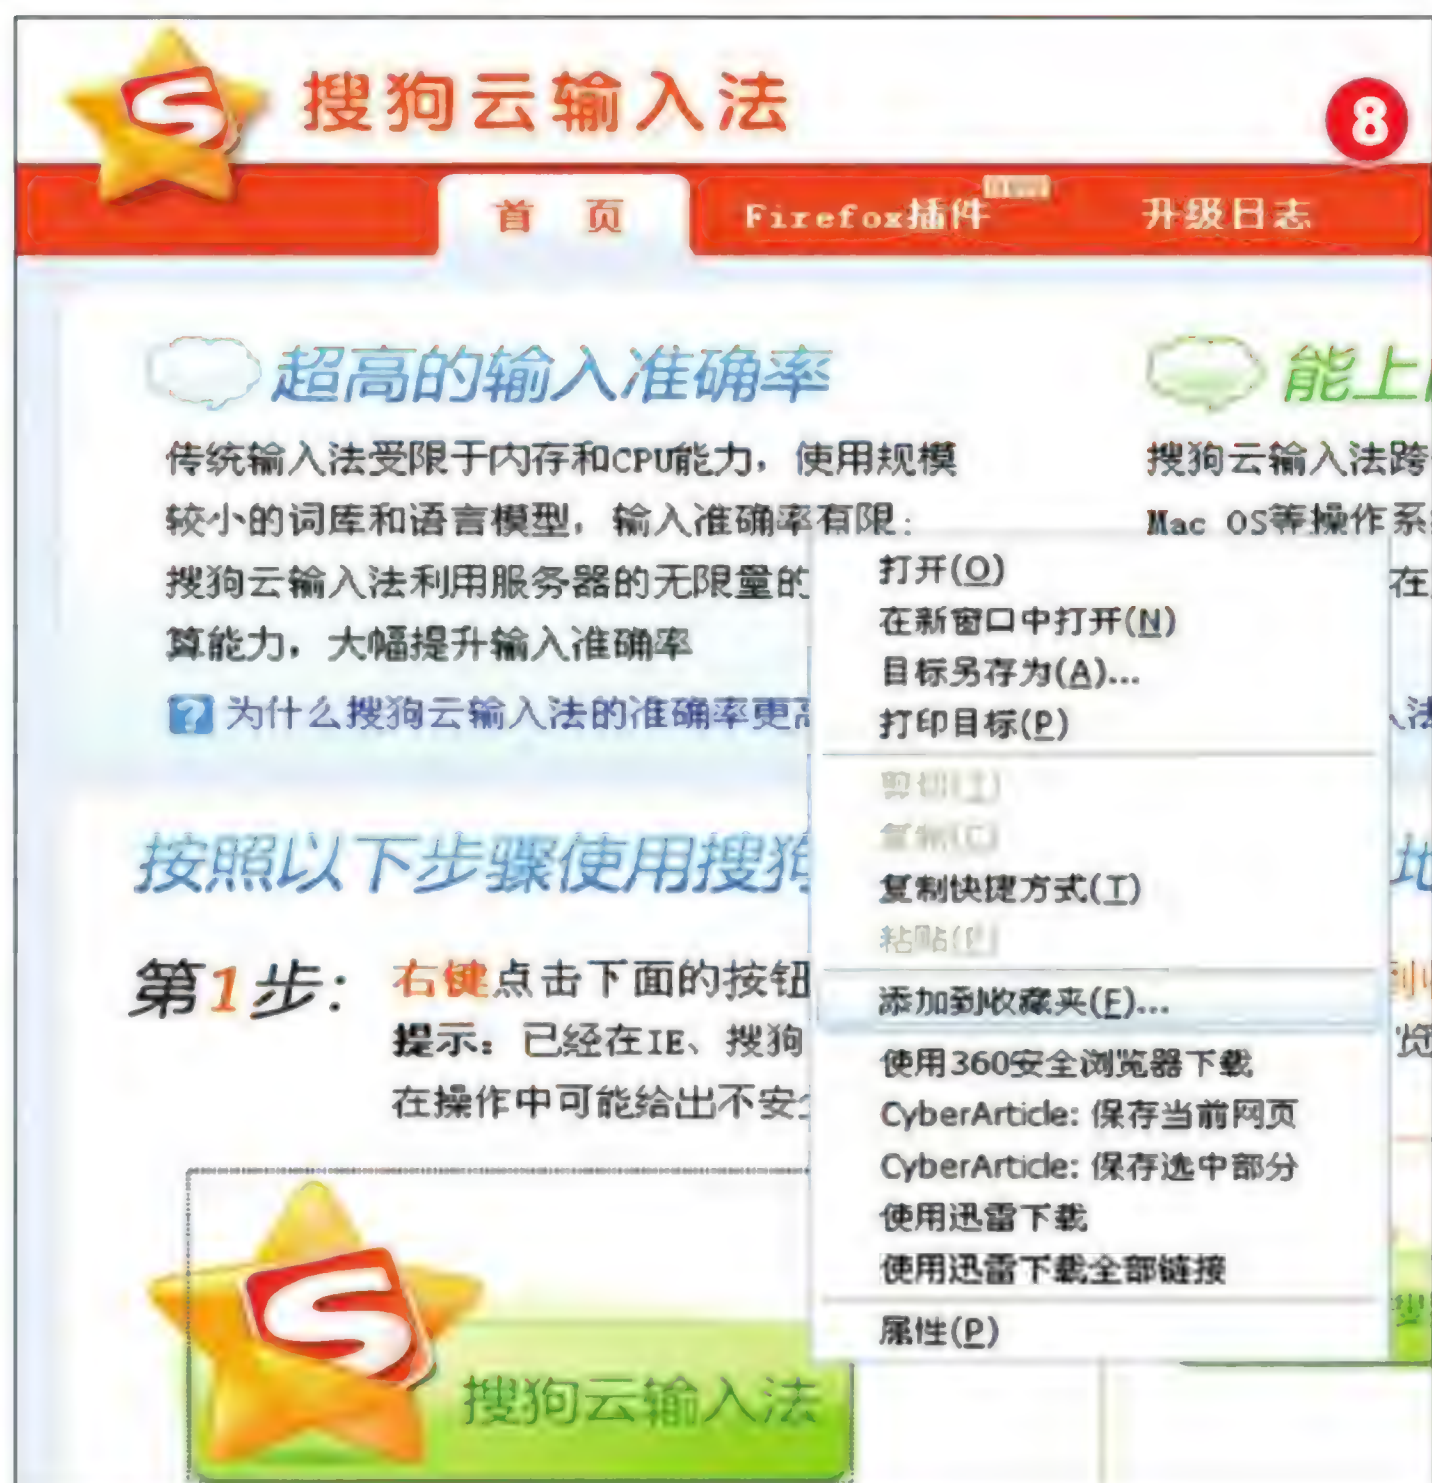 搜狗云输入法
8
首 页
Firefox插件
升级日志
超高的输入准确率
传统输入法受限于内存和CPU能力，使用规模
较小的词库和语言模型，输入准确率有限；
搜狗云输入法利用服务器的无限量的
算能力，大幅提升输入准确率
为什么搜狗云输入法的准确率更高
能上
搜狗云输入法跨
Mac OS等操作系
在
法
打开(O)
在新窗口中打开(N)
目标另存为(A)...
打印目标(P)
剪切(T)
复制(C)
复制快捷方式(T)
粘贴(P)
添加到收藏夹(F)...
使用360安全浏览器下载
CyberArticle: 保存当前网页
CyberArticle: 保存选中部分
使用迅雷下载
使用迅雷下载全部链接
属性(P)
按照以下步骤使用搜狗
地
第1步：
右键点击下面的按钮
到
提示：已经在IE、搜狗
览
在操作中可能给出不安全
搜狗云输入法